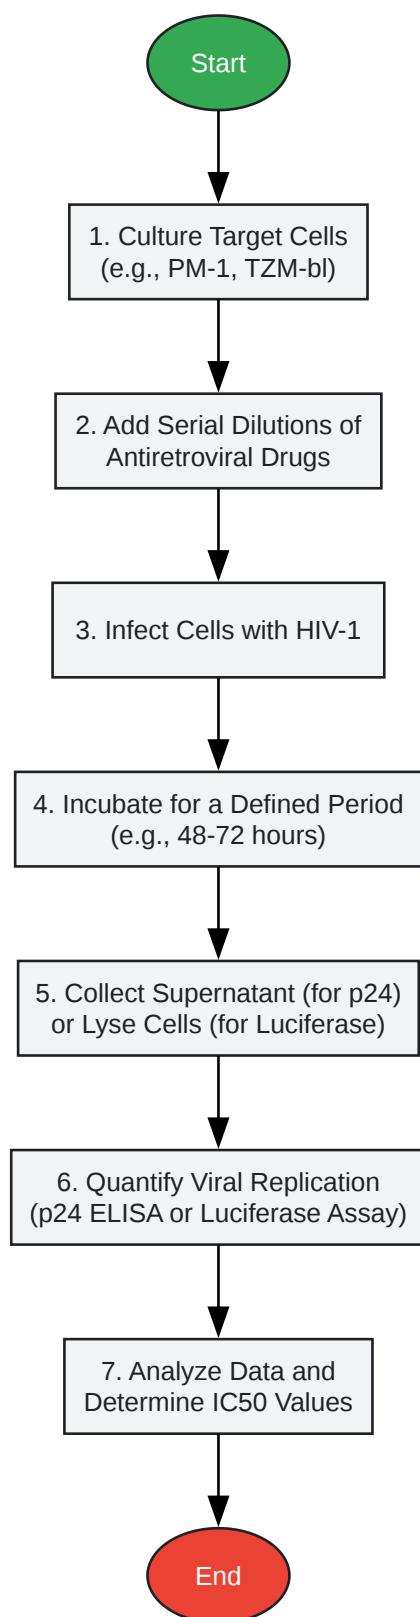 Start
1. Culture Target Cells
(e.g., PM-1, TZM-bl)
2. Add Serial Dilutions of
Antiretroviral Drugs
3. Infect Cells with HIV-1
4. Incubate for a Defined Period
(e.g., 48-72 hours)
5. Collect Supernatant (for p24)
or Lyse Cells (for Luciferase)
6. Quantify Viral Replication
(p24 ELISA or Luciferase Assay)
7. Analyze Data and
Determine IC50 Values
End